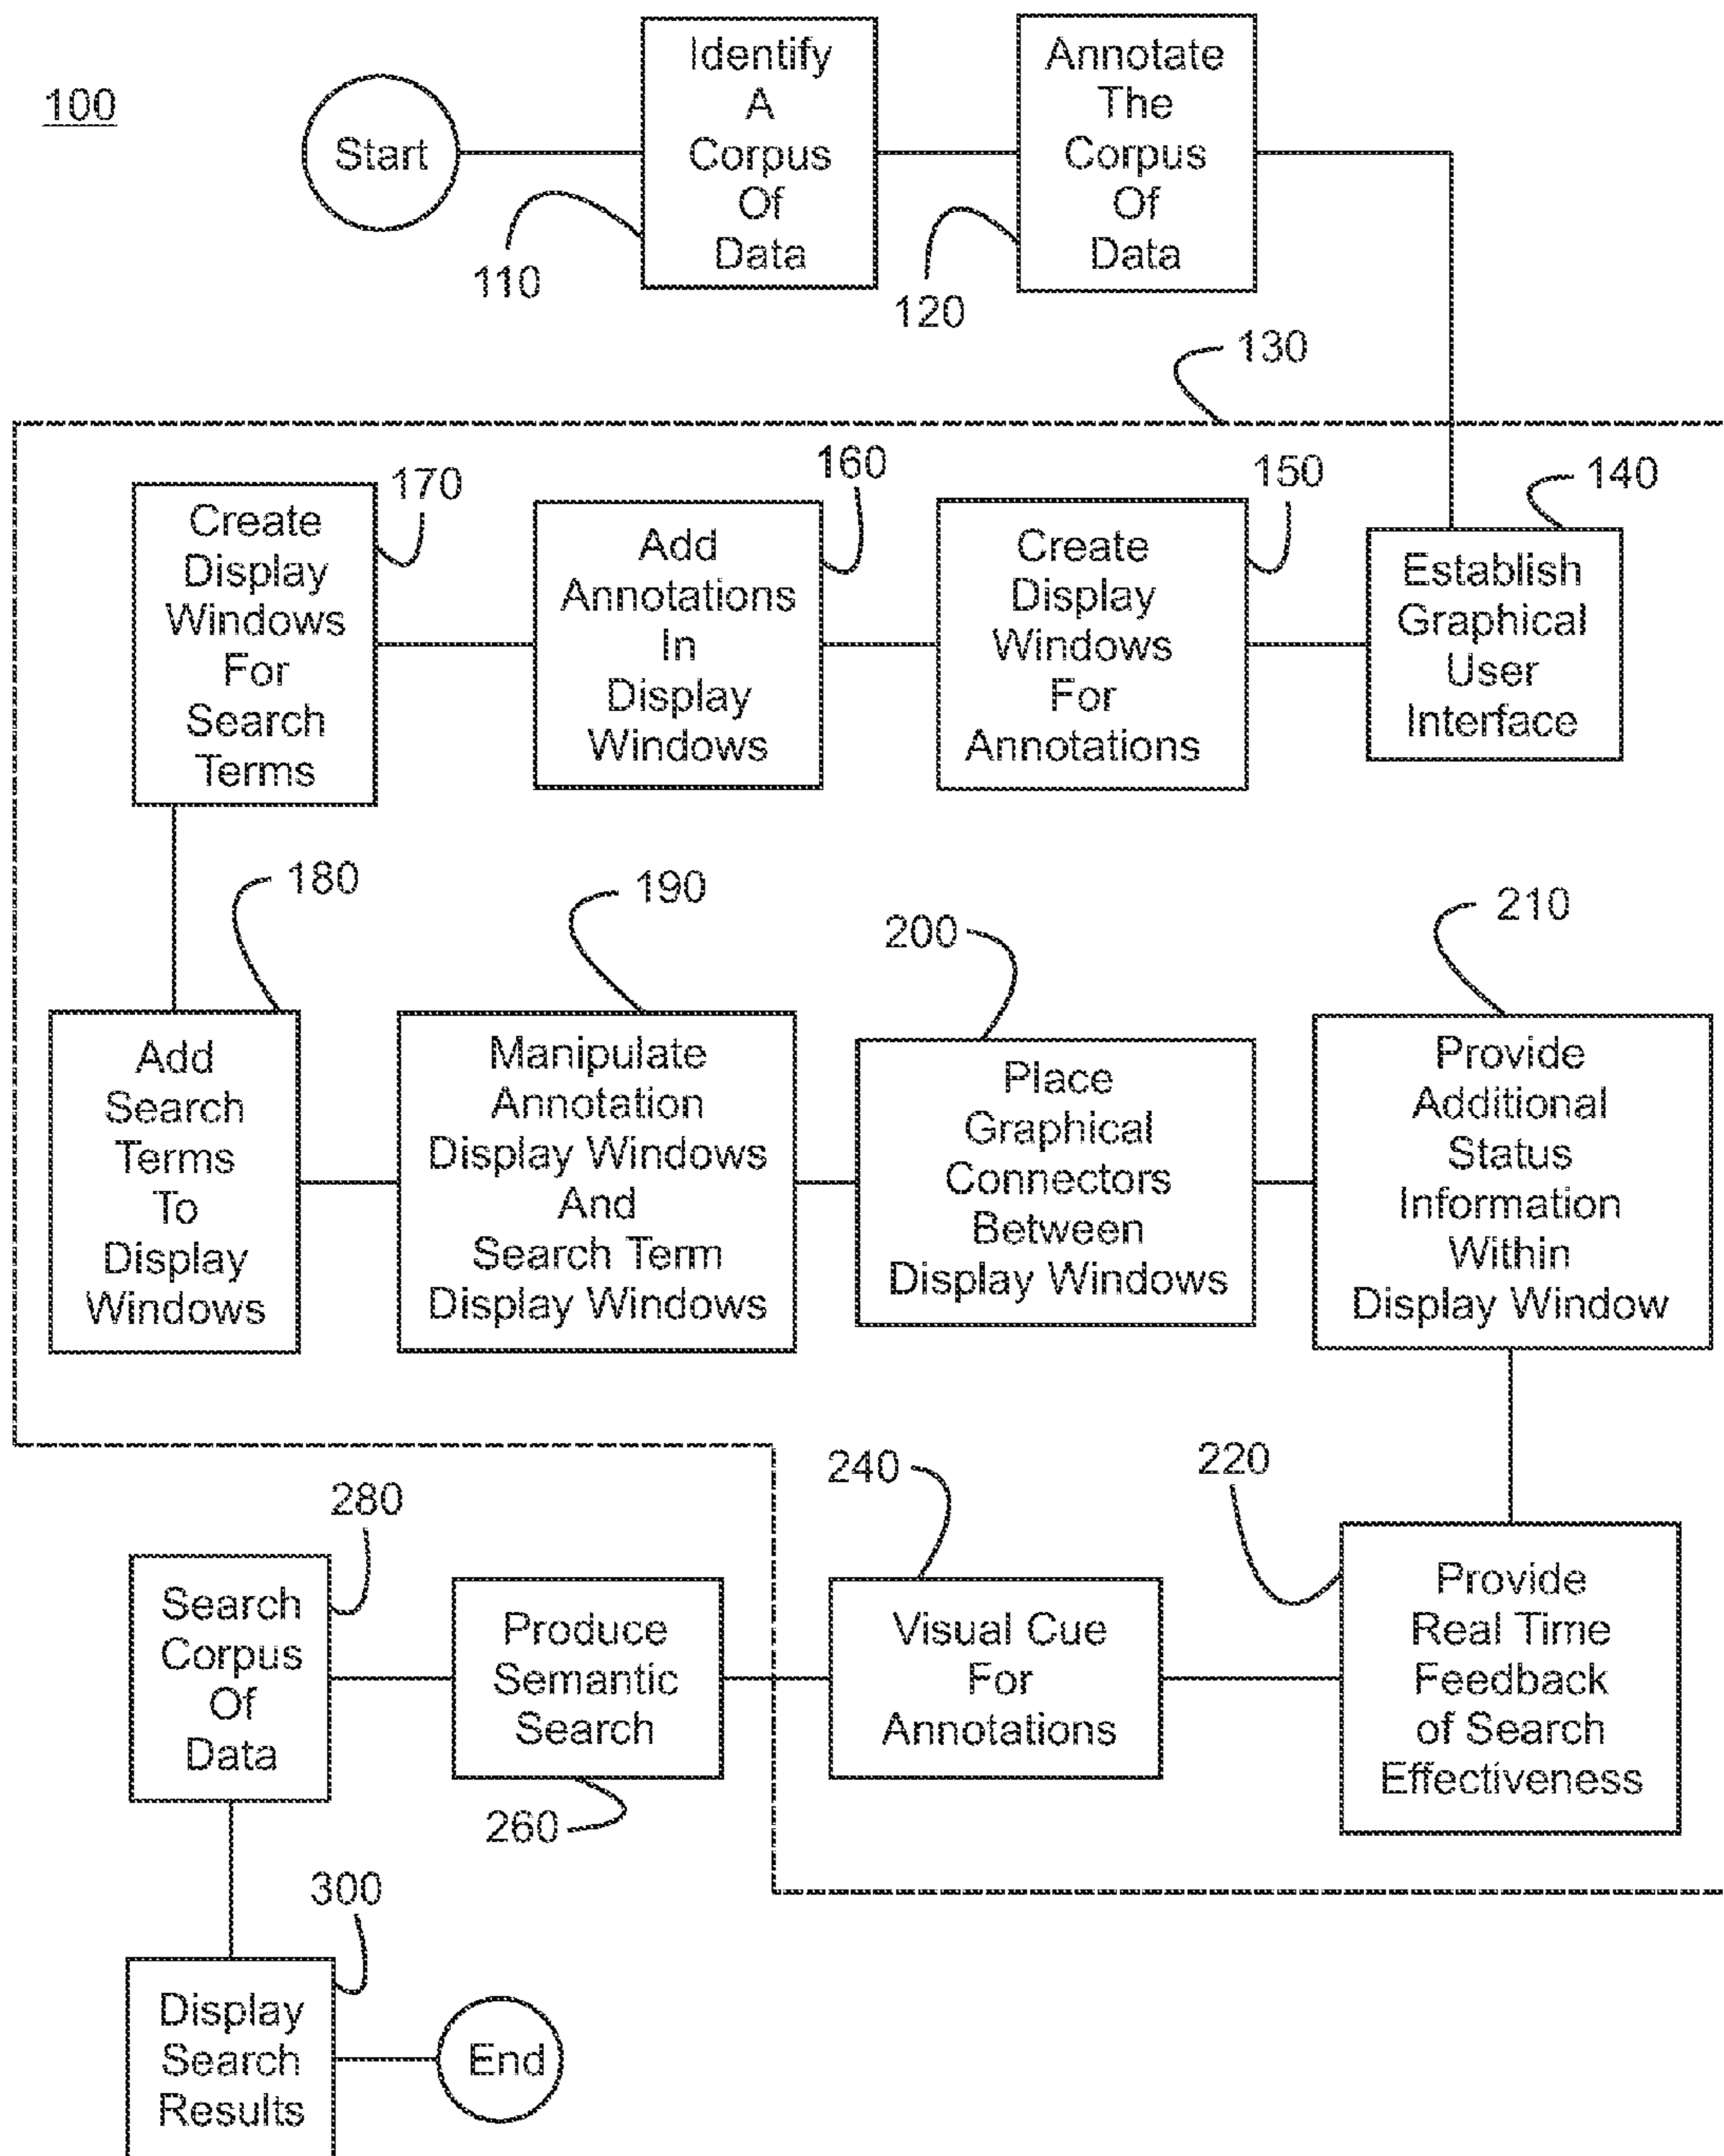 100
Start
Identify
A
Corpus
Of
Data
110
Annotate
The
Corpus
Of
Data
120
130
140
Establish
Graphical
User
Interface
150
Create
Display
Windows
For
Annotations
160
Add
Annotations
In
Display
Windows
170
Create
Display
Windows
For
Search
Terms
180
Add
Search
Terms
To
Display
Windows
190
Manipulate
Annotation
Display Windows
And
Search Term
Display Windows
200
Place
Graphical
Connectors
Between
Display Windows
210
Provide
Additional
Status
Information
Within
Display Window
220
Provide
Real Time
Feedback
of Search
Effectiveness
240
Visual Cue
For
Annotations
Produce
Semantic
Search
260
280
Search
Corpus
Of
Data
300
Display
Search
Results
End